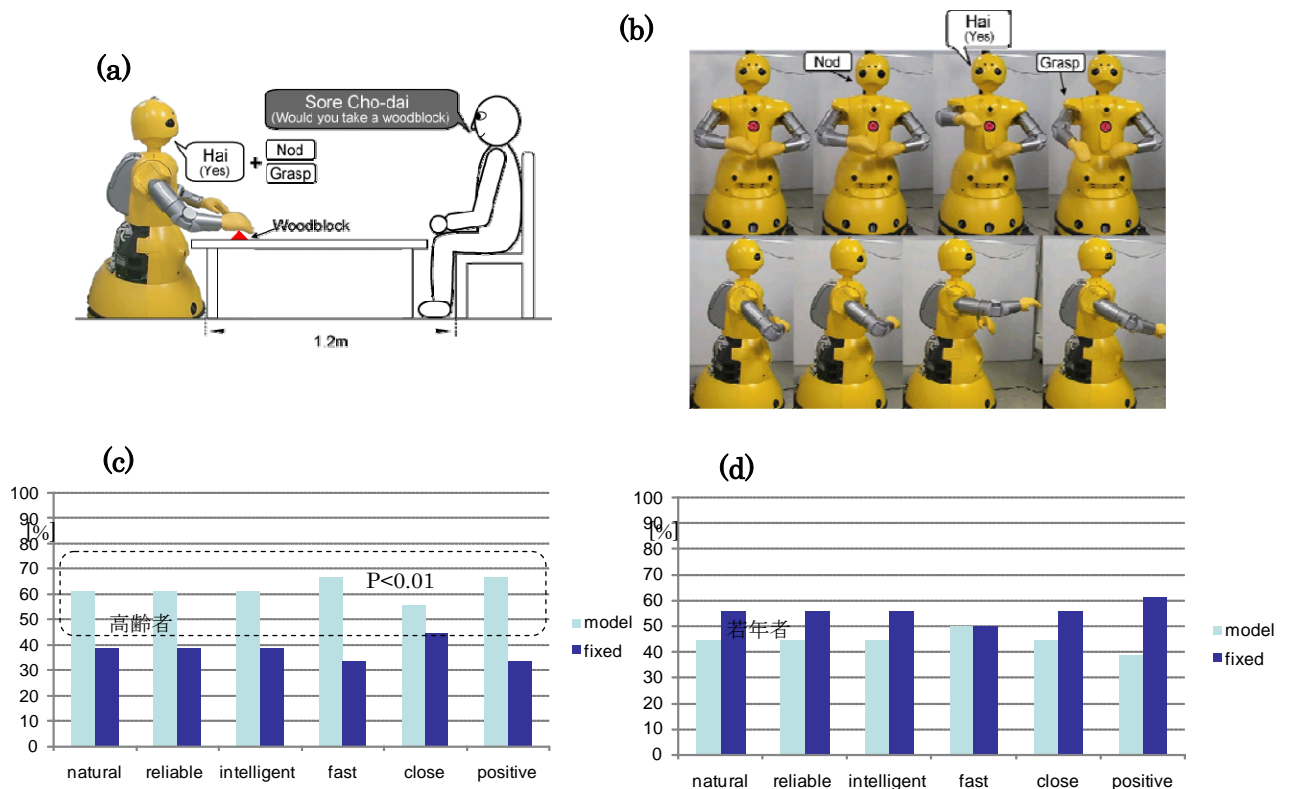 (a)
Sore Cho-dai
(Would you take a woodblock)
Hai
(Yes)
+
Nod
Grasp
Woodblock
1.2m
(b)
Nod
Hai
(Yes)
Grasp
(c)
100
90
[%]
80
70
60
50
40
30
20
10
0
P<0.01
高齢者
model
fixed
natural reliable intelligent fast close positive
(d)
100
90
[%]
80
70
60
50
40
30
20
10
0
若年者
model
fixed
natural reliable intelligent fast close positive